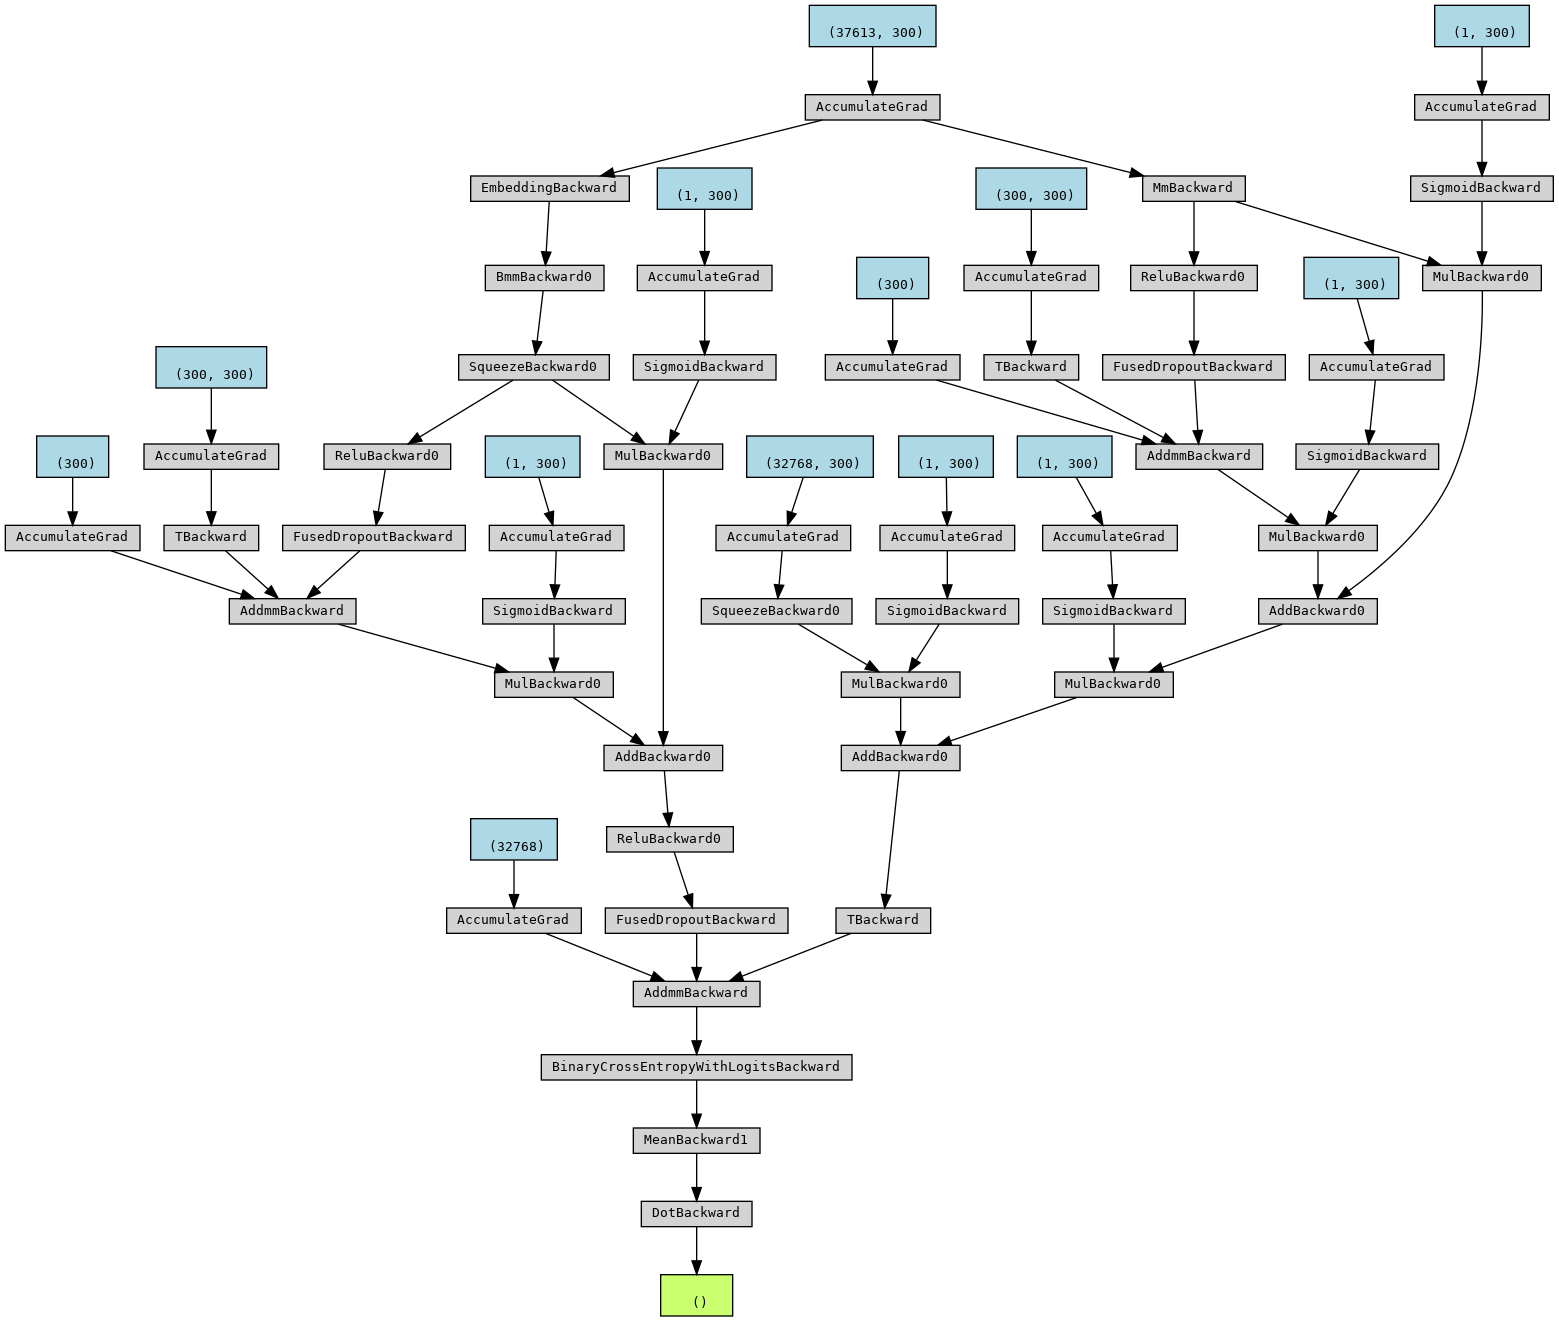 (37613, 300)
(1, 300)
AccumulateGrad
AccumulateGrad
EmbeddingBackward
(1, 300)
(300, 300)
MmBackward
SigmoidBackward
BmmBackward0
AccumulateGrad
(300)
AccumulateGrad
ReluBackward0
(1, 300)
MulBackward0
(300, 300)
SqueezeBackward0
SigmoidBackward
AccumulateGrad
TBackward
FusedDropoutBackward
AccumulateGrad
(300)
AccumulateGrad
ReluBackward0
(1, 300)
MulBackward0
(32768, 300)
(1, 300)
(1, 300)
AddmmBackward
SigmoidBackward
AccumulateGrad
TBackward
FusedDropoutBackward
AccumulateGrad
AccumulateGrad
AccumulateGrad
AccumulateGrad
MulBackward0
AddmmBackward
SigmoidBackward
SqueezeBackward0
SigmoidBackward
SigmoidBackward
AddBackward0
MulBackward0
MulBackward0
MulBackward0
AddBackward0
AddBackward0
(32768)
ReluBackward0
AccumulateGrad
FusedDropoutBackward
TBackward
AddmmBackward
BinaryCrossEntropyWithLogitsBackward
MeanBackward1
DotBackward
()